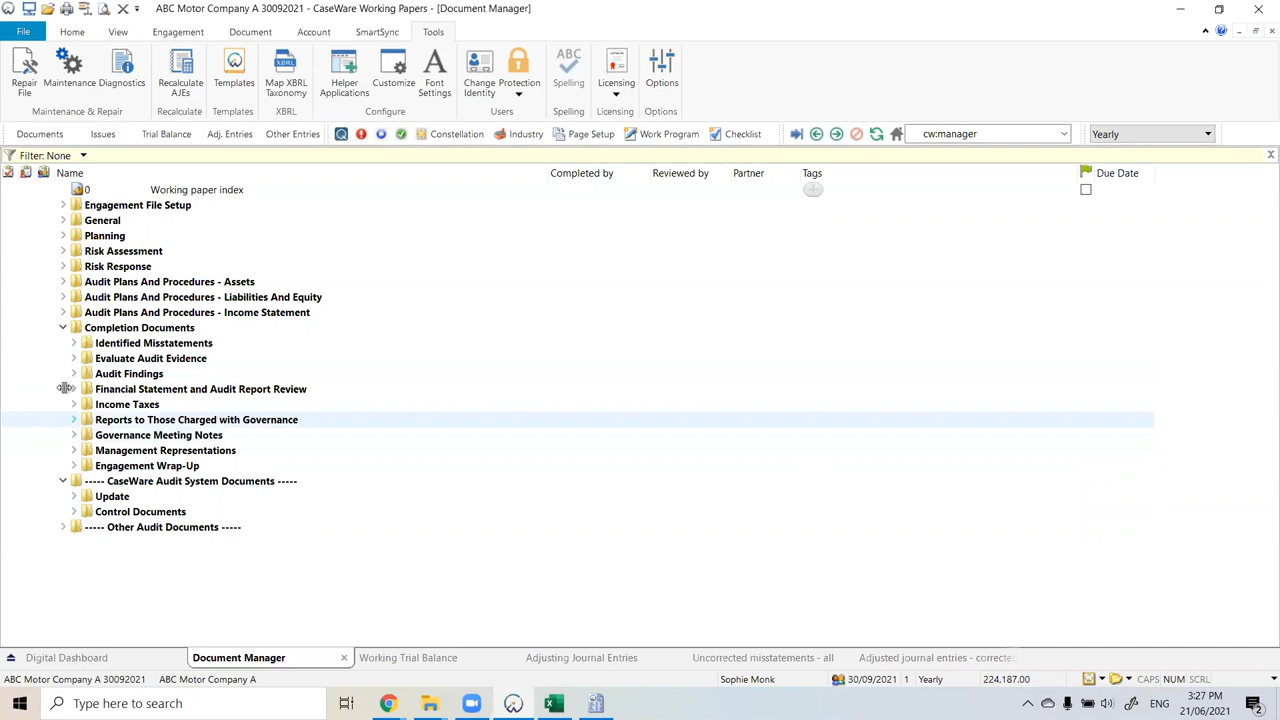 ABC Motor Company A 30092021 - CaseWare Working Papers - [Document Manager]
File Home View Engagement Document Account SmartSync Tools
Repair File Maintenance Diagnostics Recalculate AJEs Templates Map XBRL Taxonomy Helper Applications Customize Font Settings Change Identity Protection ABC Spelling Licensing Options
Maintenance & Repair Recalculate Templates XBRL Configure Users Spelling Licensing Options
Documents Issues Trial Balance Adj. Entries Other Entries Constellation Industry Page Setup Work Program Checklist cw:manager Yearly
Filter: None
Name Completed by Reviewed by Partner Tags Due Date
0 Working paper index
Engagement File Setup
General
Planning
Risk Assessment
Risk Response
Audit Plans And Procedures - Assets
Audit Plans And Procedures - Liabilities And Equity
Audit Plans And Procedures - Income Statement
Completion Documents
Identified Misstatements
Evaluate Audit Evidence
Audit Findings
Financial Statement and Audit Report Review
Income Taxes
Reports to Those Charged with Governance
Governance Meeting Notes
Management Representations
Engagement Wrap-Up
----- CaseWare Audit System Documents -----
Update
Control Documents
----- Other Audit Documents -----
Digital Dashboard Document Manager Working Trial Balance Adjusting Journal Entries Uncorrected misstatements - all Adjusted journal entries - corrected
ABC Motor Company A 30092021 ABC Motor Company A Sophie Monk 30/09/2021 1 Yearly 224,187.00 CAPS NUM SCRL
Type here to search ENG 3:27 PM
21/06/2021 2